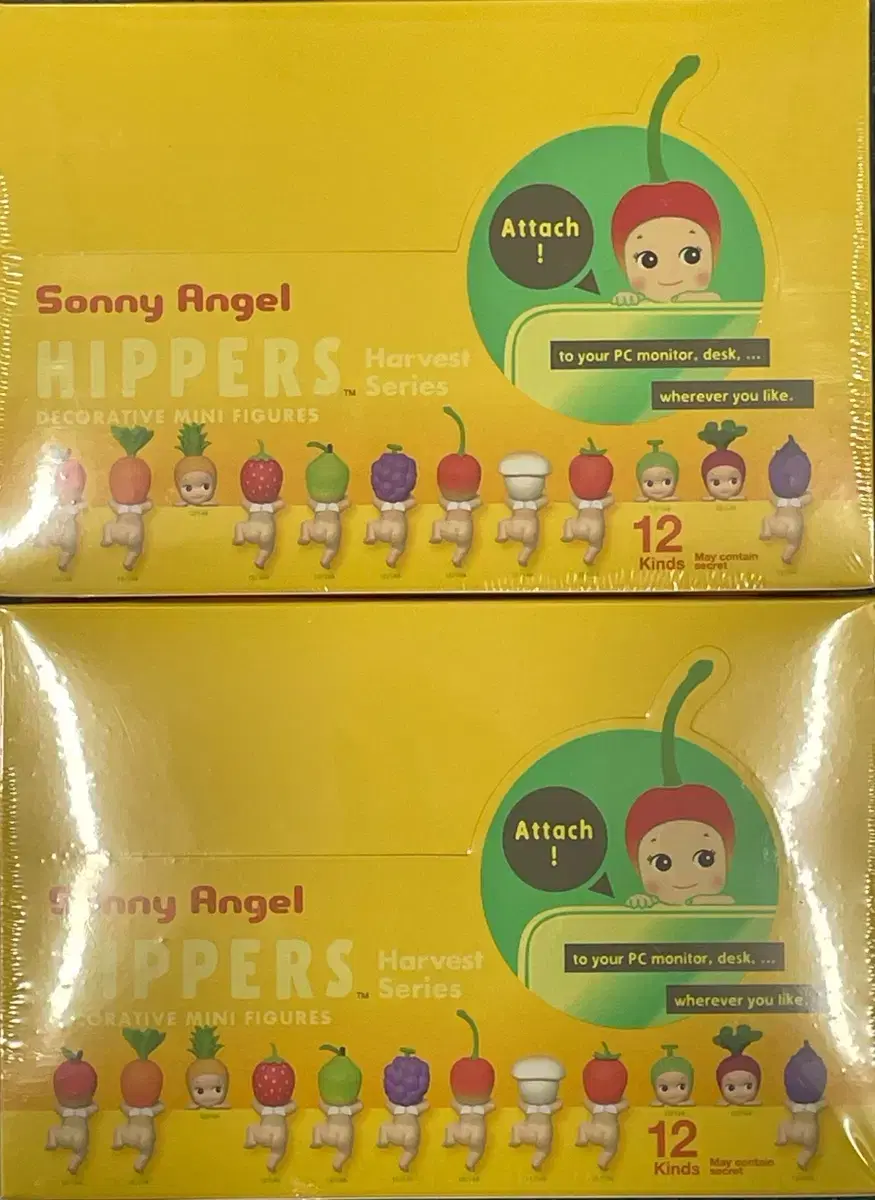 Attach
!
Sonny Angel
HIPPERS™ Harvest
Series
DECORATIVE MINI FIGURES
to your PC monitor, desk, ...
wherever you like.
12
Kinds
May contain
secret
Attach
!
Sonny Angel
HIPPERS™ Harvest
Series
DECORATIVE MINI FIGURES
to your PC monitor, desk, ...
wherever you like.
12
Kinds
May contain
secret